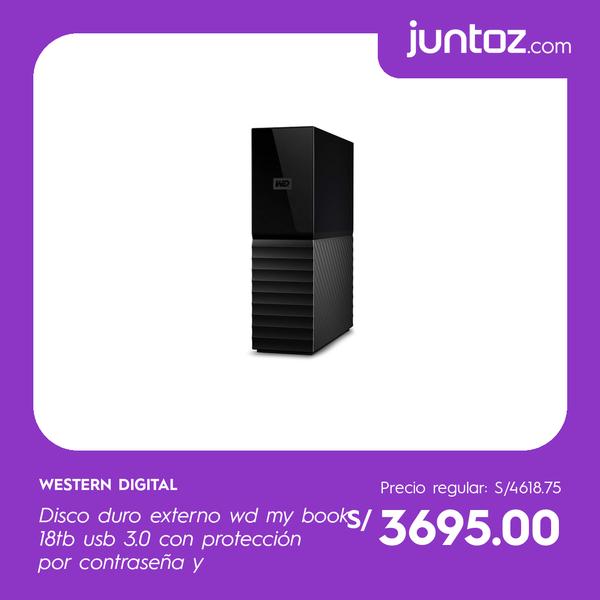 juntoz.com
WD
WESTERN DIGITAL
Precio regular: S/4618.75
Disco duro externo wd my book
18tb usb 3.0 con protección
por contraseña y
S/ 3695.00